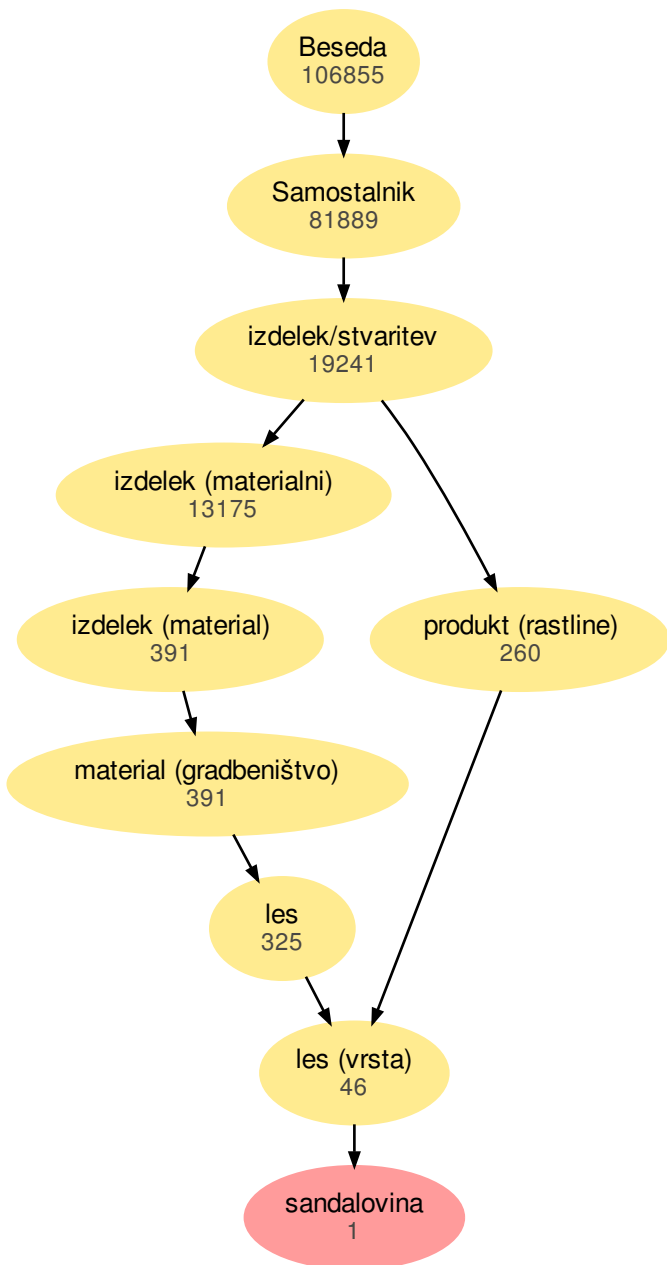 Beseda
106855
Samostalnik
81889
izdelek/stvaritev
19241
izdelek (materialni)
13175
izdelek (material)
391
produkt (rastline)
260
material (gradbeništvo)
391
les
325
les (vrsta)
46
sandalovina
1